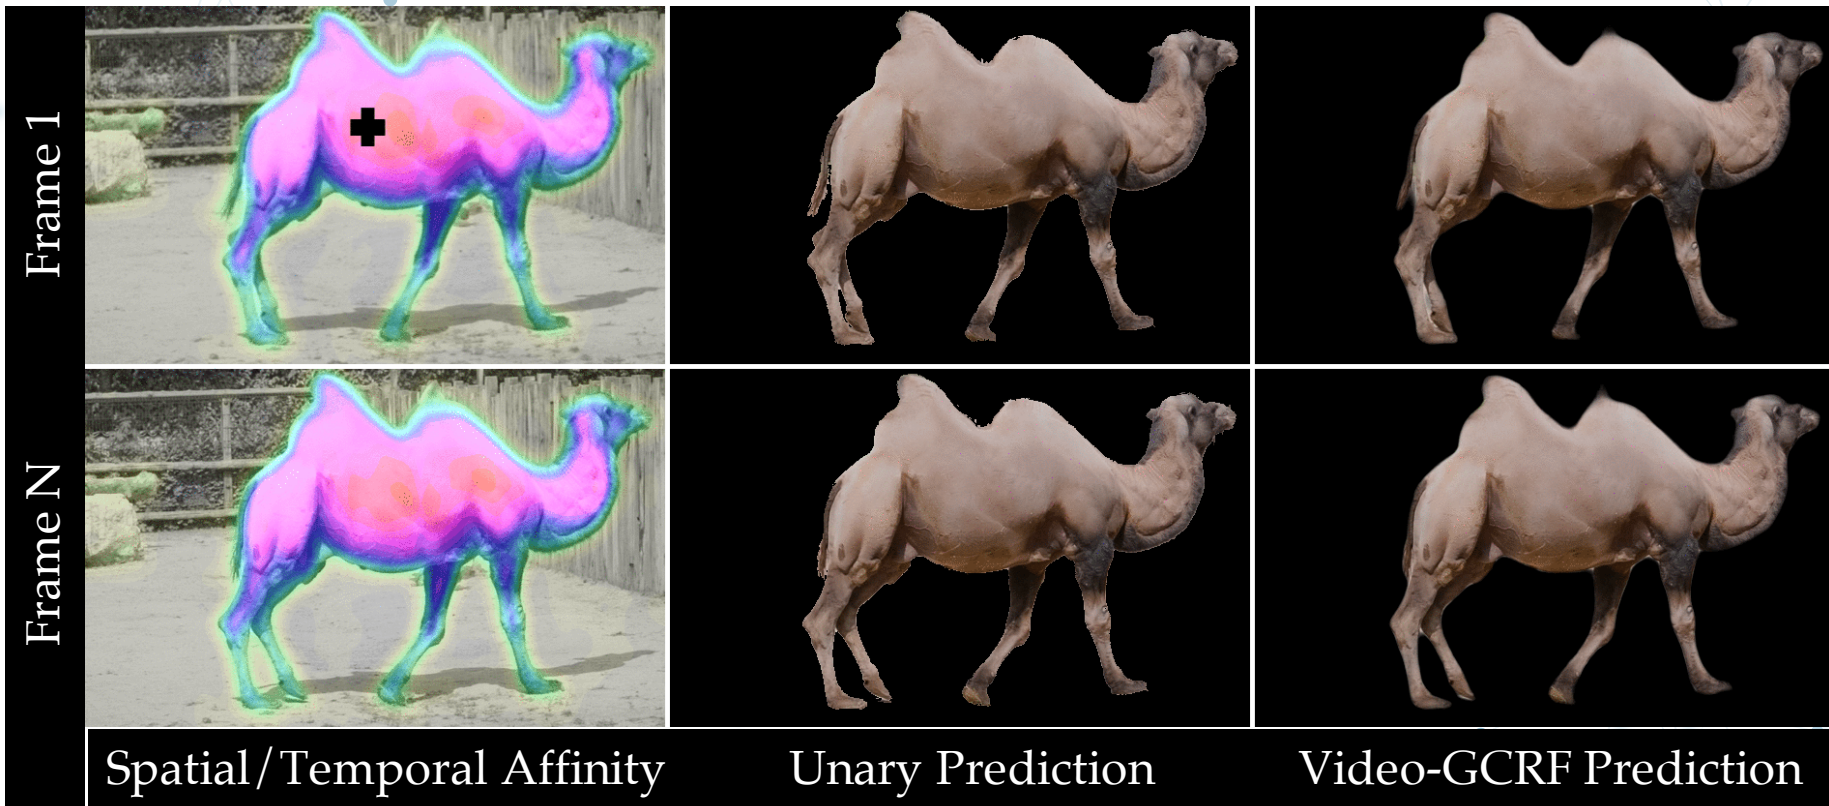 Frame 1
Frame N
Spatial/Temporal Affinity
Unary Prediction
Video-GCRF Prediction